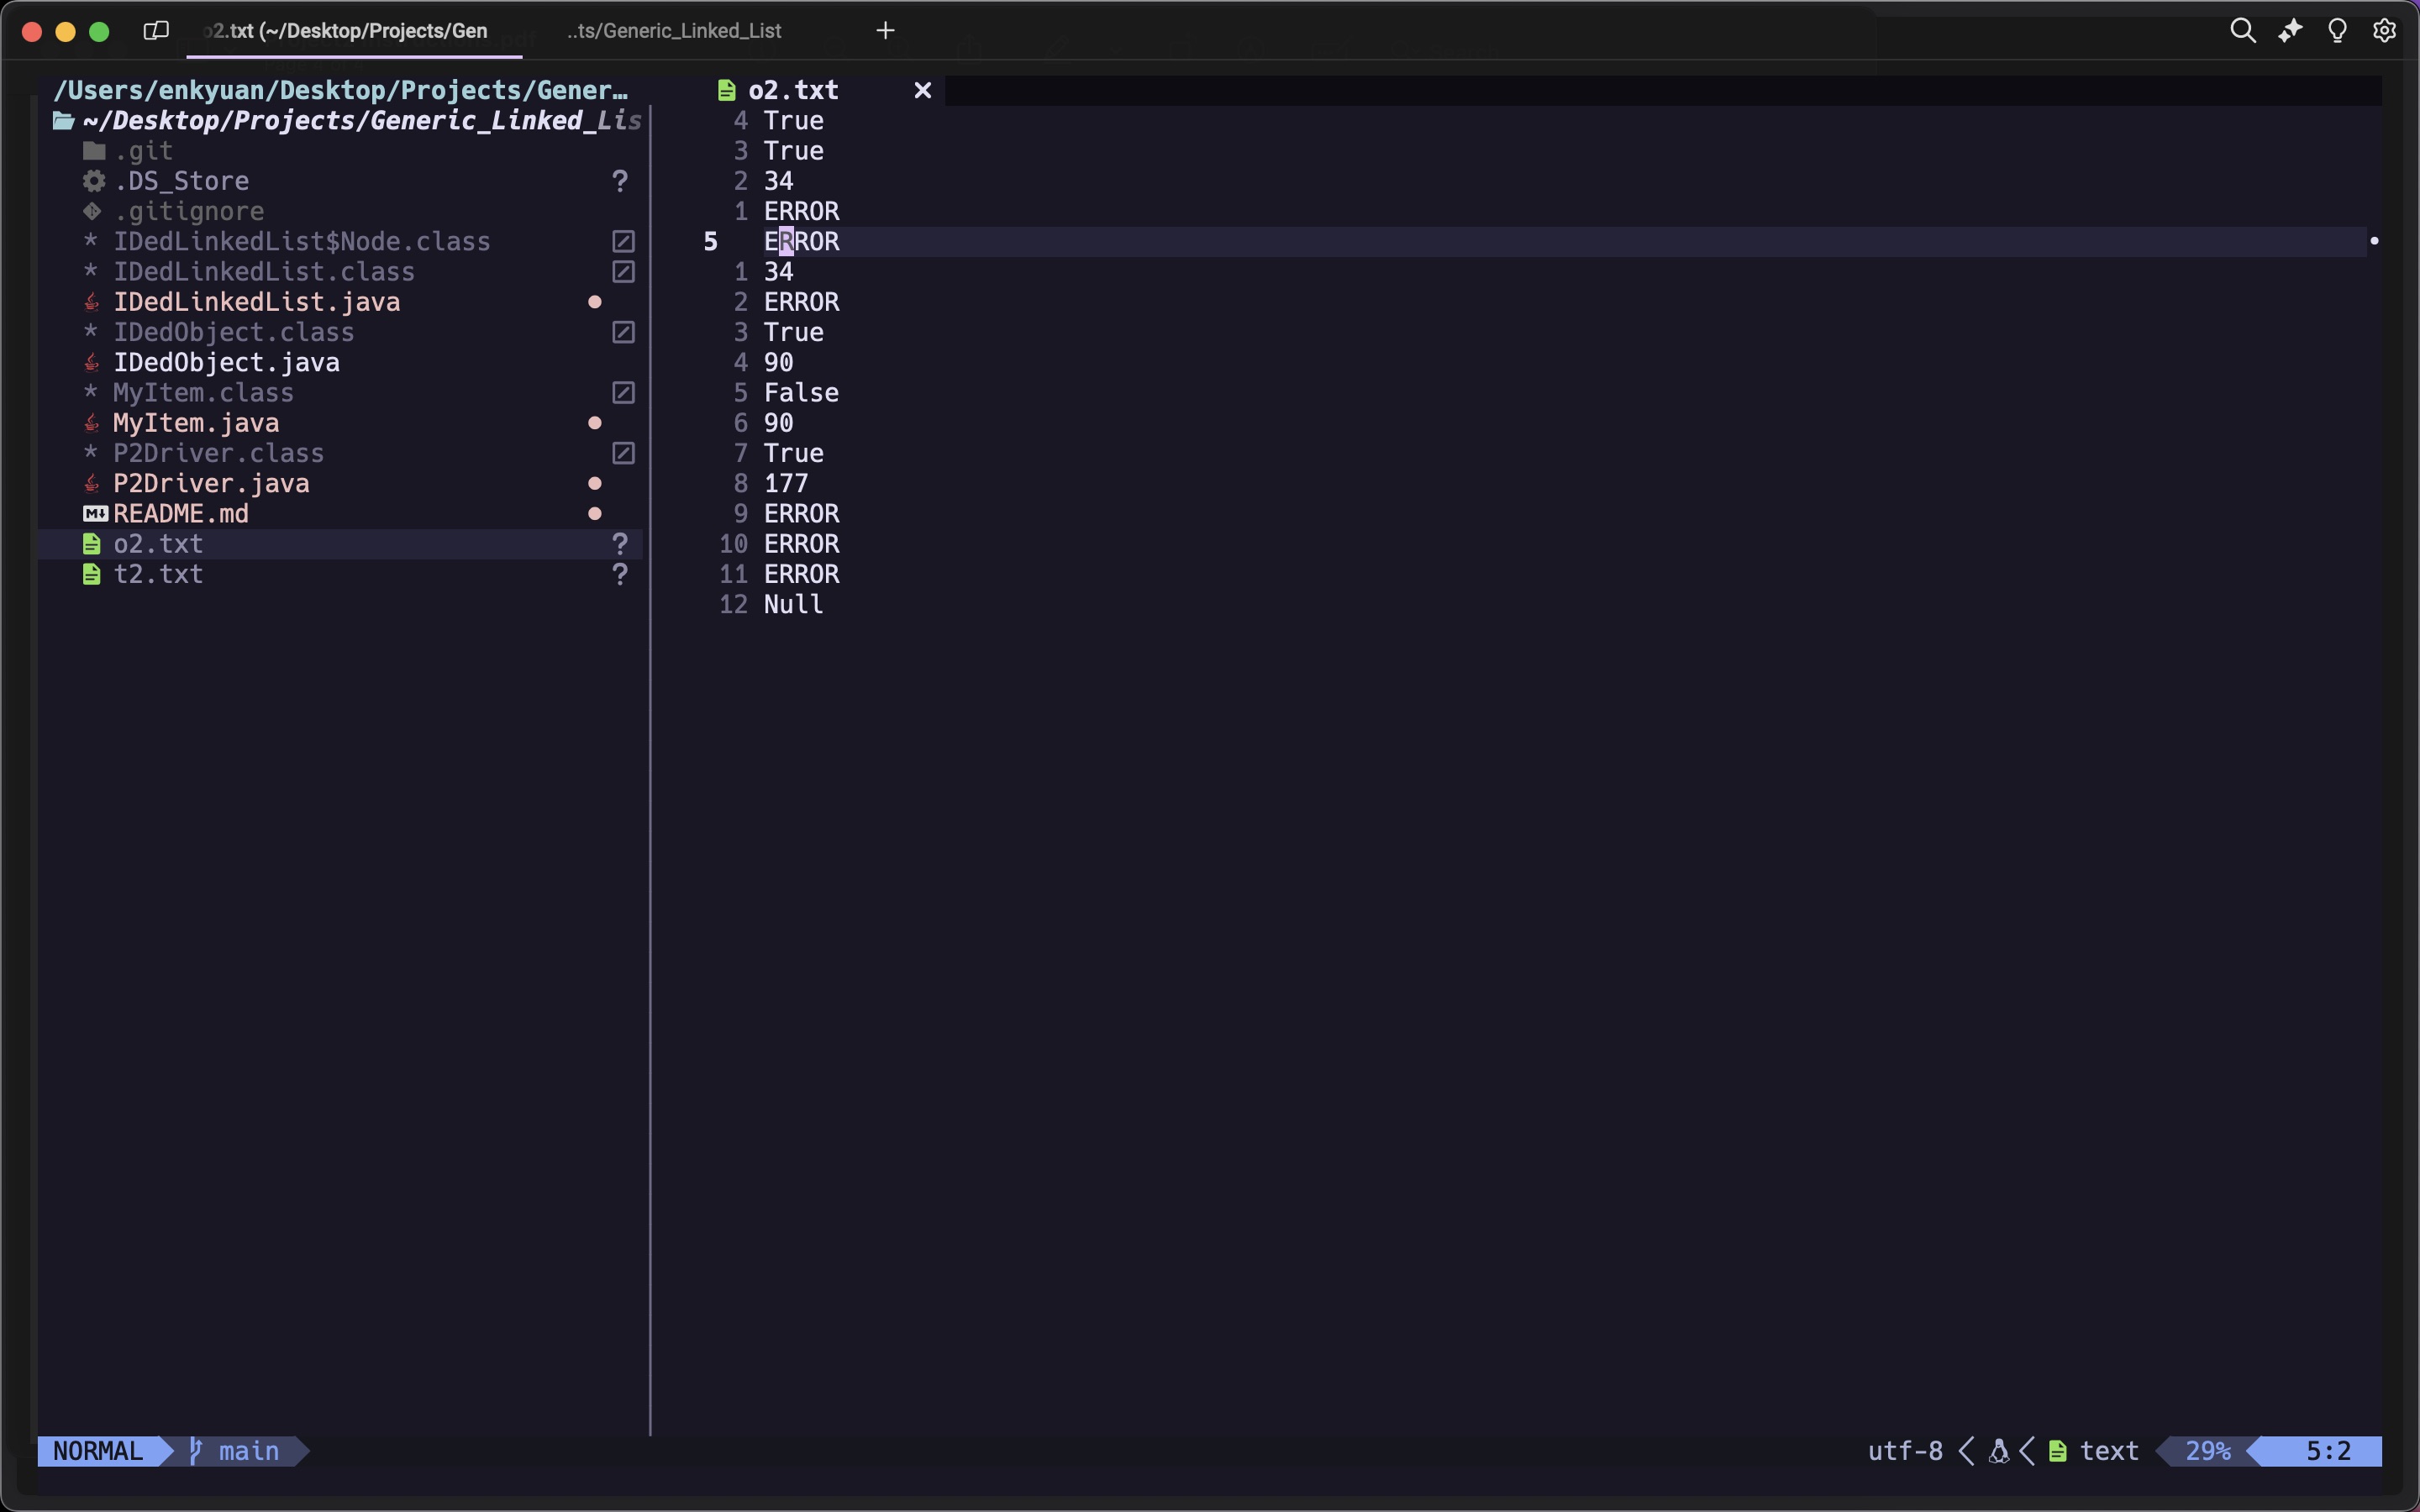 o2.txt (~/Desktop/Projects/Gen
..ts/Generic_Linked_List
+
/Users/enkyuan/Desktop/Projects/Gener…
~/Desktop/Projects/Generic_Linked_Lis
.git
.DS_Store ?
.gitignore
* IDedLinkedList$Node.class
* IDedLinkedList.class
IDedLinkedList.java
* IDedObject.class
IDedObject.java
* MyItem.class
MyItem.java
* P2Driver.class
P2Driver.java
README.md
o2.txt ?
t2.txt ?
o2.txt
4 True
3 True
2 34
1 ERROR
5 ERROR
1 34
2 ERROR
3 True
4 90
5 False
6 90
7 True
8 177
9 ERROR
10 ERROR
11 ERROR
12 Null
NORMAL main
utf-8 text 29% 5:2